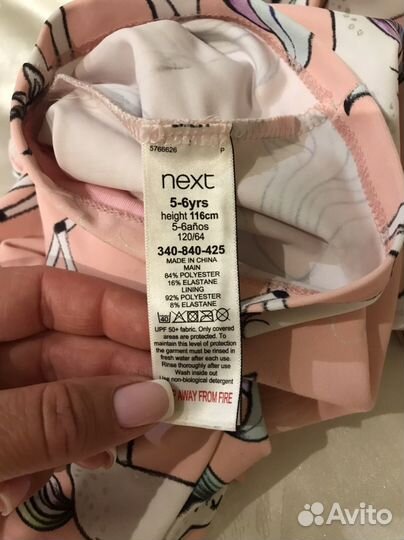 5766626 P
next
5-6yrs
height 116cm
5-6años
120/64
340-840-425
MADE IN CHINA
MAIN
84% POLYESTER
16% ELASTANE
LINING
92% POLYESTER
8% ELASTANE
40
UPF 50+ fabric, Only covered
areas are protected. To
maintain this level of protection
the garment must be rinsed in
fresh water after each use.
Rinse thoroughly after use
Wash inside out
Use non-biological detergent
AWAY FROM FIRE
Avito